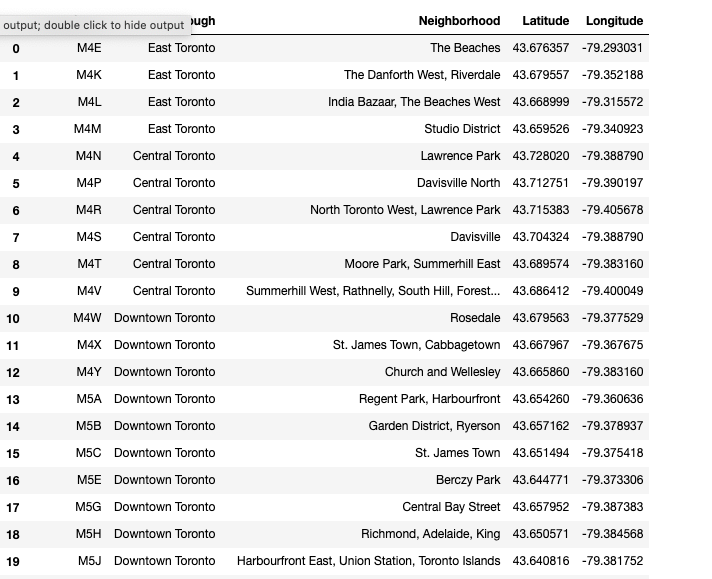 output; double click to hide output ough Neighborhood Latitude Longitude
0 M4E East Toronto The Beaches 43.676357 -79.293031
1 M4K East Toronto The Danforth West, Riverdale 43.679557 -79.352188
2 M4L East Toronto India Bazaar, The Beaches West 43.668999 -79.315572
3 M4M East Toronto Studio District 43.659526 -79.340923
4 M4N Central Toronto Lawrence Park 43.728020 -79.388790
5 M4P Central Toronto Davisville North 43.712751 -79.390197
6 M4R Central Toronto North Toronto West, Lawrence Park 43.715383 -79.405678
7 M4S Central Toronto Davisville 43.704324 -79.388790
8 M4T Central Toronto Moore Park, Summerhill East 43.689574 -79.383160
9 M4V Central Toronto Summerhill West, Rathnelly, South Hill, Forest... 43.686412 -79.400049
10 M4W Downtown Toronto Rosedale 43.679563 -79.377529
11 M4X Downtown Toronto St. James Town, Cabbagetown 43.667967 -79.367675
12 M4Y Downtown Toronto Church and Wellesley 43.665860 -79.383160
13 M5A Downtown Toronto Regent Park, Harbourfront 43.654260 -79.360636
14 M5B Downtown Toronto Garden District, Ryerson 43.657162 -79.378937
15 M5C Downtown Toronto St. James Town 43.651494 -79.375418
16 M5E Downtown Toronto Berczy Park 43.644771 -79.373306
17 M5G Downtown Toronto Central Bay Street 43.657952 -79.387383
18 M5H Downtown Toronto Richmond, Adelaide, King 43.650571 -79.384568
19 M5J Downtown Toronto Harbourfront East, Union Station, Toronto Islands 43.640816 -79.381752